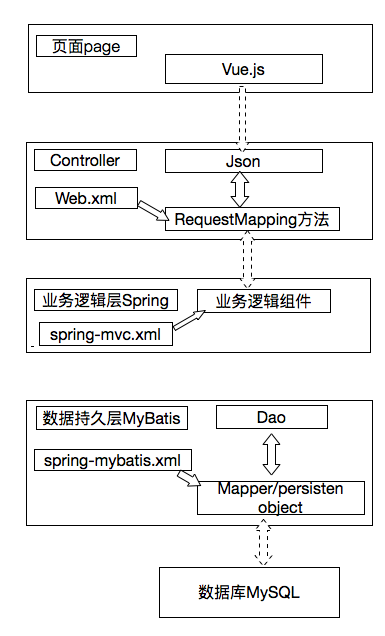 页面page
Vue.js
Controller
Json
Web.xml
RequestMapping方法
业务逻辑层Spring
业务逻辑组件
spring-mvc.xml
数据持久层MyBatis
Dao
spring-mybatis.xml
Mapper/persisten
object
数据库MySQL